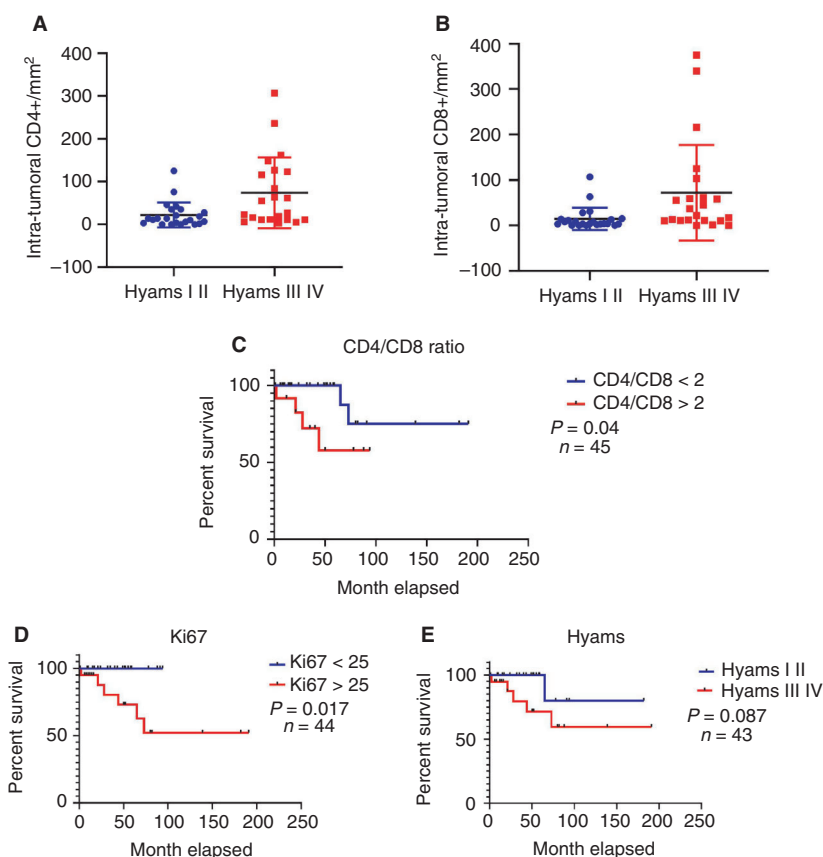 A
Intra-tumoral CD4+/mm²
400
300
200
100
0
–100
Hyams I II
Hyams III IV
B
Intra-tumoral CD8+/mm²
400
300
200
100
0
–100
Hyams I II
Hyams III IV
C
CD4/CD8 ratio
Percent survival
100
50
0
0 50 100 150 200 250
Month elapsed
CD4/CD8 < 2
CD4/CD8 > 2
P = 0.04
n = 45
D
Ki67
Percent survival
100
50
0
0 50 100 150 200 250
Month elapsed
Ki67 < 25
Ki67 > 25
P = 0.017
n = 44
E
Hyams
Percent survival
100
50
0
0 50 100 150 200 250
Month elapsed
Hyams I II
Hyams III IV
P = 0.087
n = 43